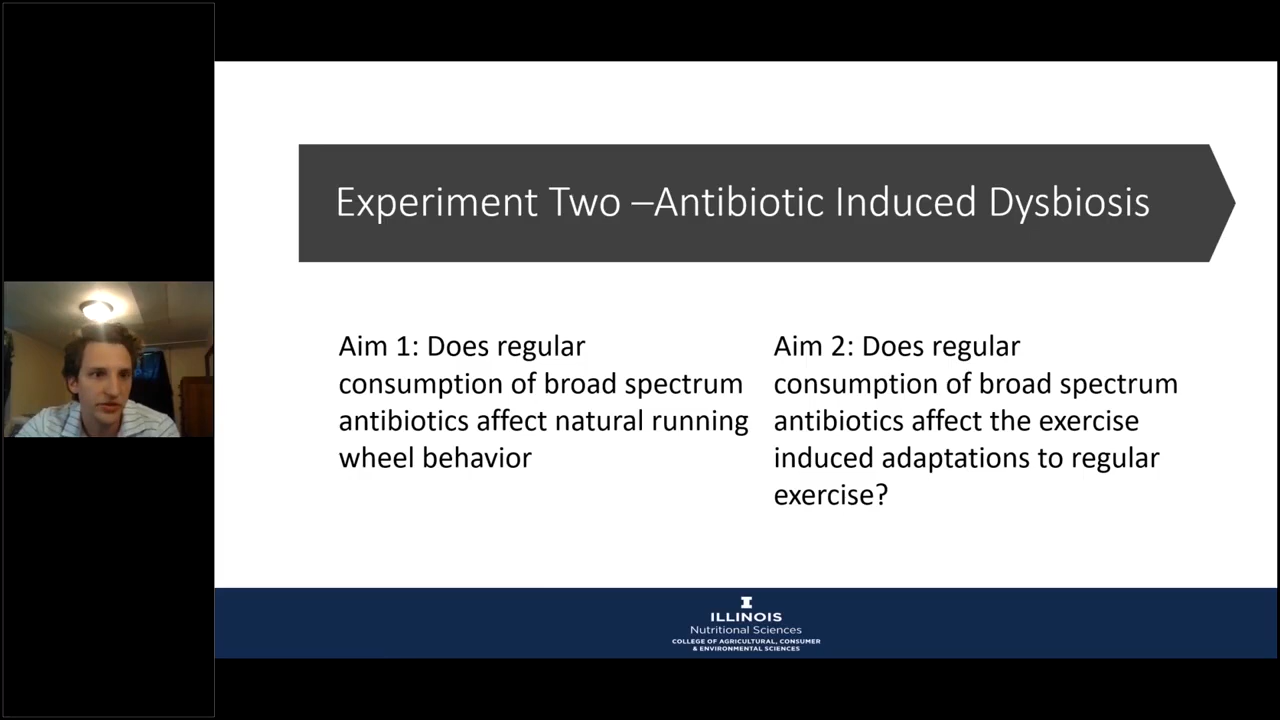 Experiment Two –Antibiotic Induced Dysbiosis
Aim 1: Does regular
consumption of broad spectrum
antibiotics affect natural running
wheel behavior
Aim 2: Does regular
consumption of broad spectrum
antibiotics affect the exercise
induced adaptations to regular
exercise?
I
ILLINOIS
Nutritional Sciences
COLLEGE OF AGRICULTURAL, CONSUMER
& ENVIRONMENTAL SCIENCES